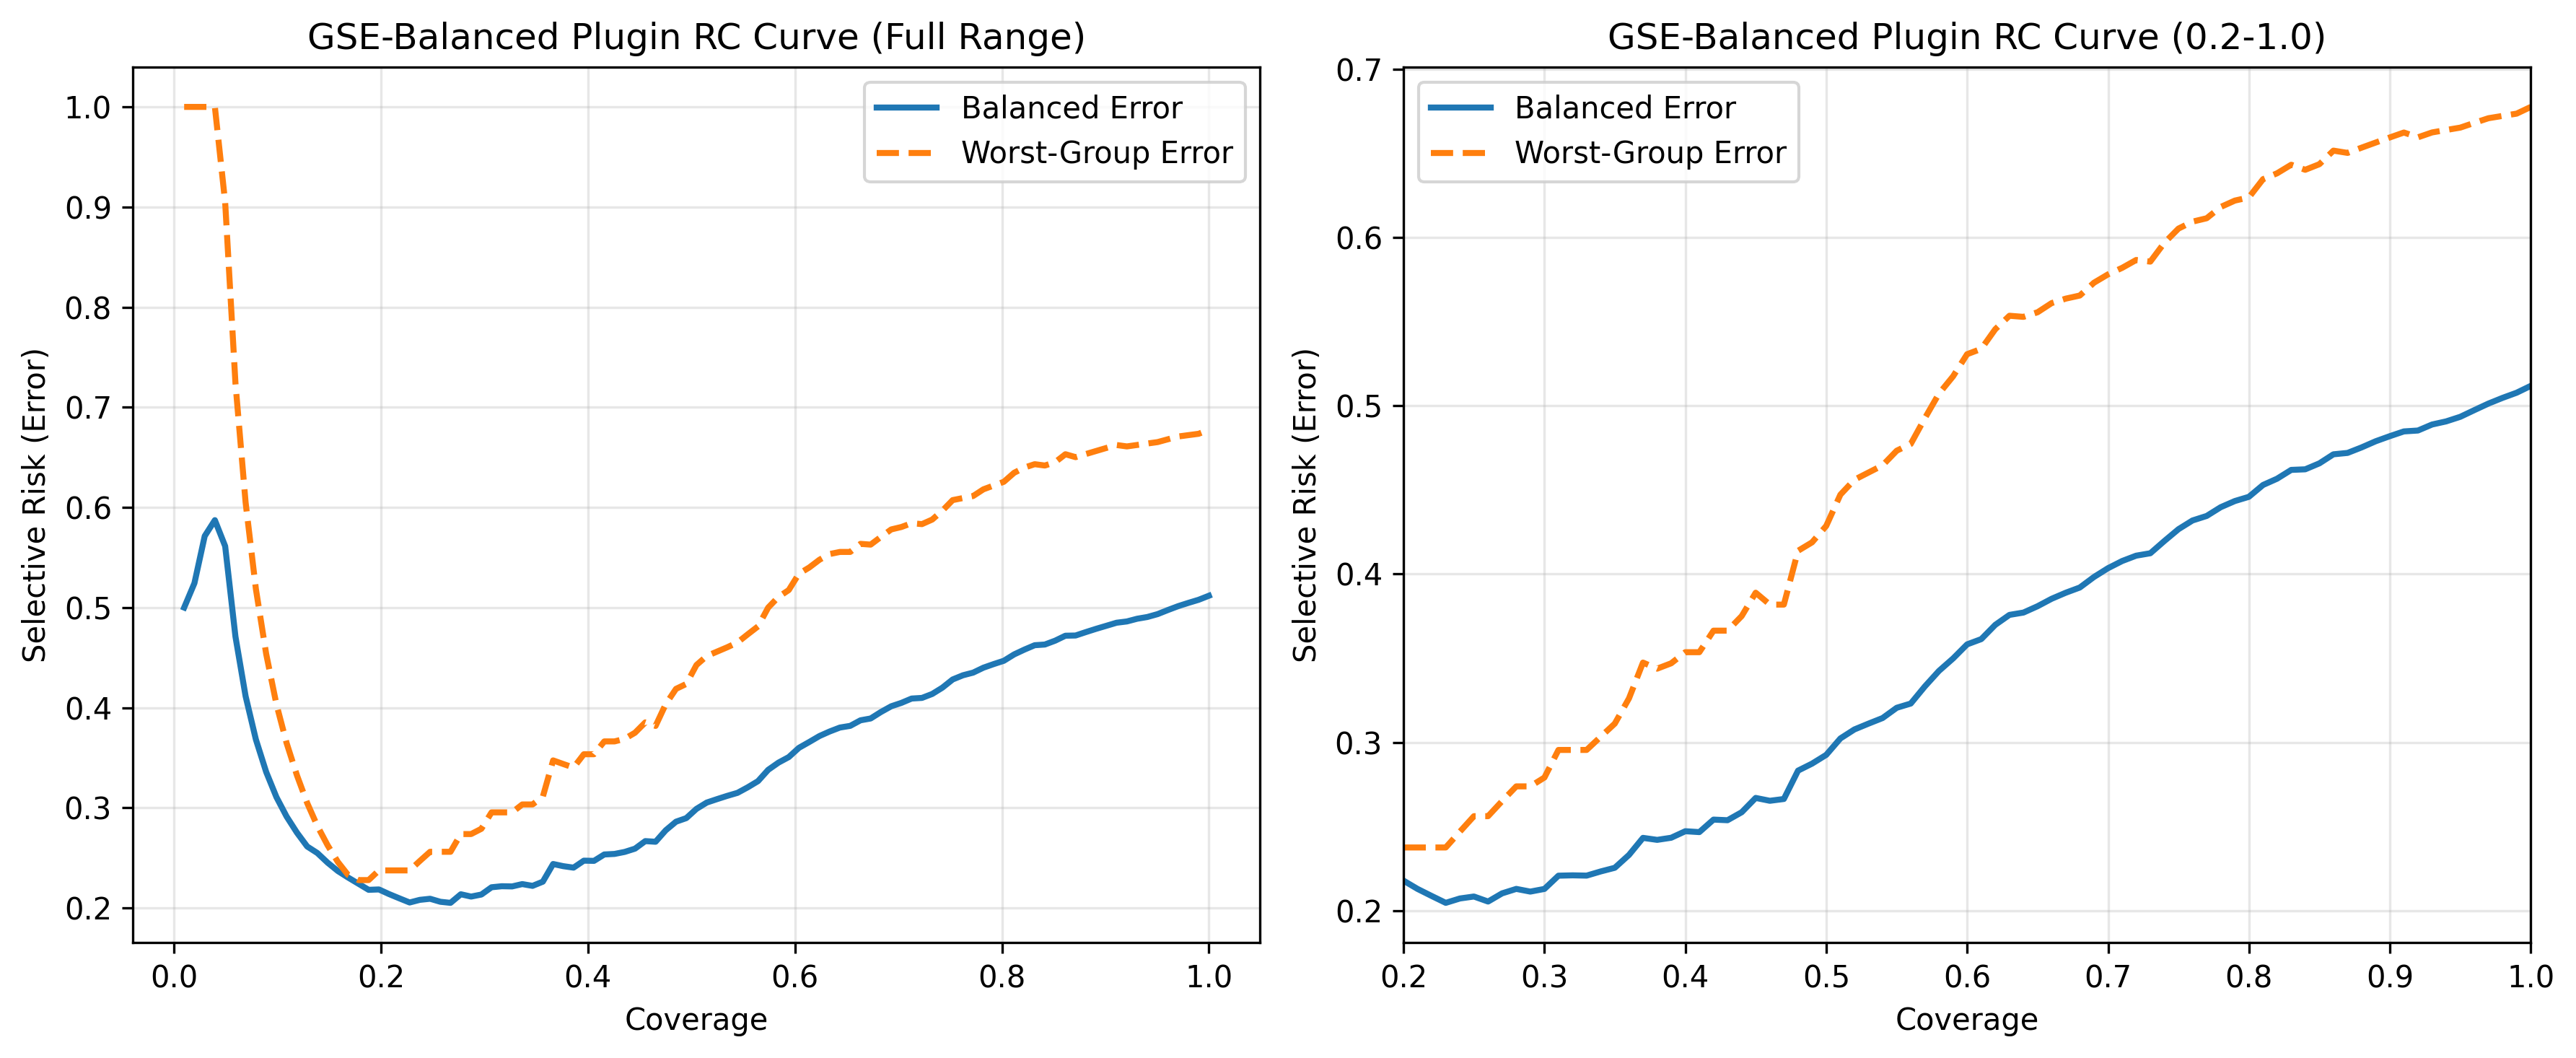 GSE-Balanced Plugin RC Curve (Full Range)
Balanced Error
Worst-Group Error
1.0
0.9
0.8
0.7
0.6
0.5
0.4
0.3
0.2
Selective Risk (Error)
0.0 0.2 0.4 0.6 0.8 1.0
Coverage
GSE-Balanced Plugin RC Curve (0.2-1.0)
Balanced Error
Worst-Group Error
0.7
0.6
0.5
0.4
0.3
0.2
Selective Risk (Error)
0.2 0.3 0.4 0.5 0.6 0.7 0.8 0.9 1.0
Coverage